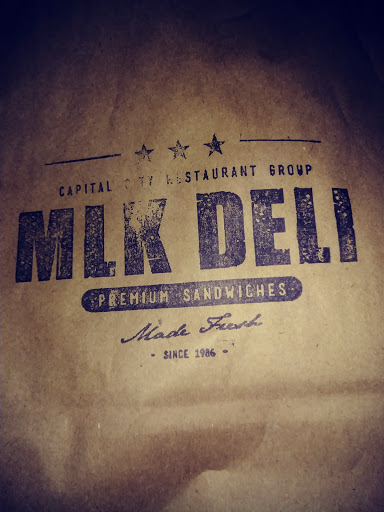 CAPITAL CITY RESTAURANT GROUP
MLK DELI
PREMIUM SANDWICHES
Made Fresh
- SINCE 1986 -